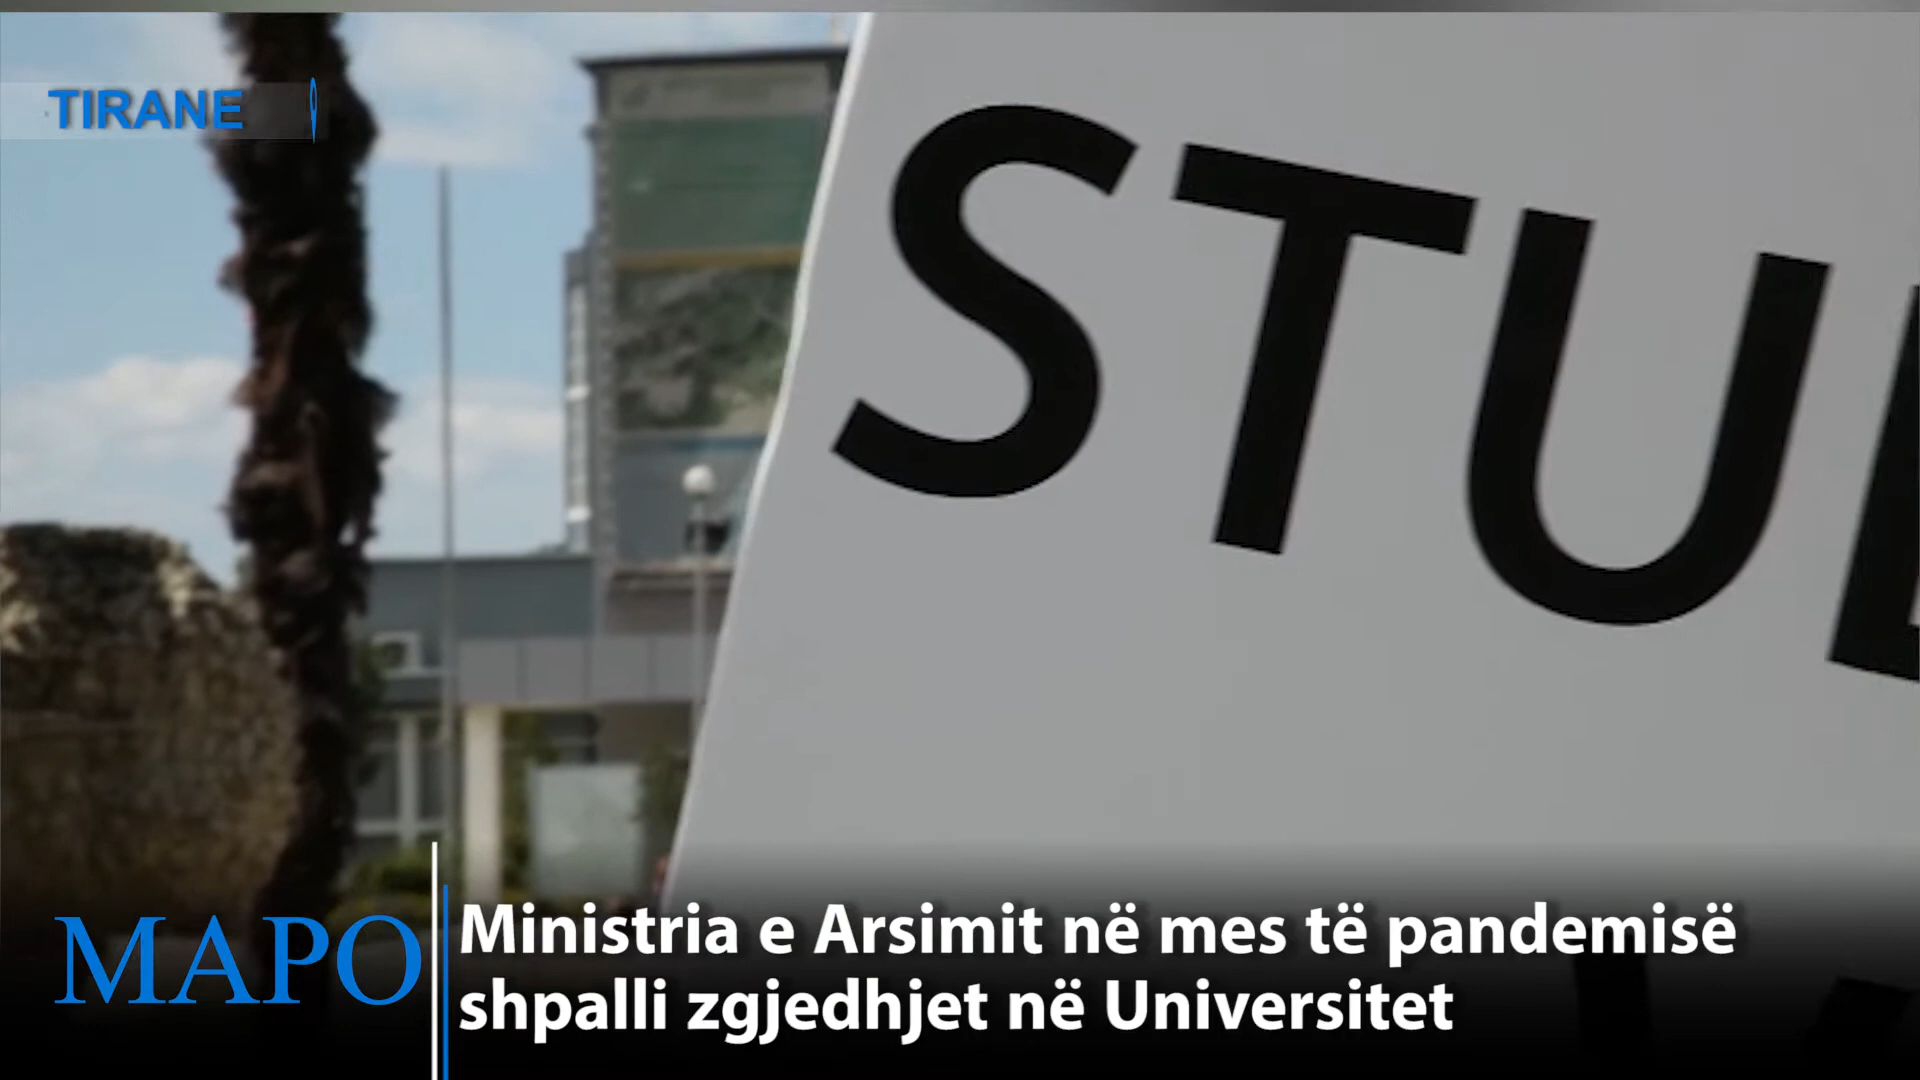 TIRANE
STU
MAPO
Ministria e Arsimit në mes të pandemisë
shpalli zgjedhjet në Universitet